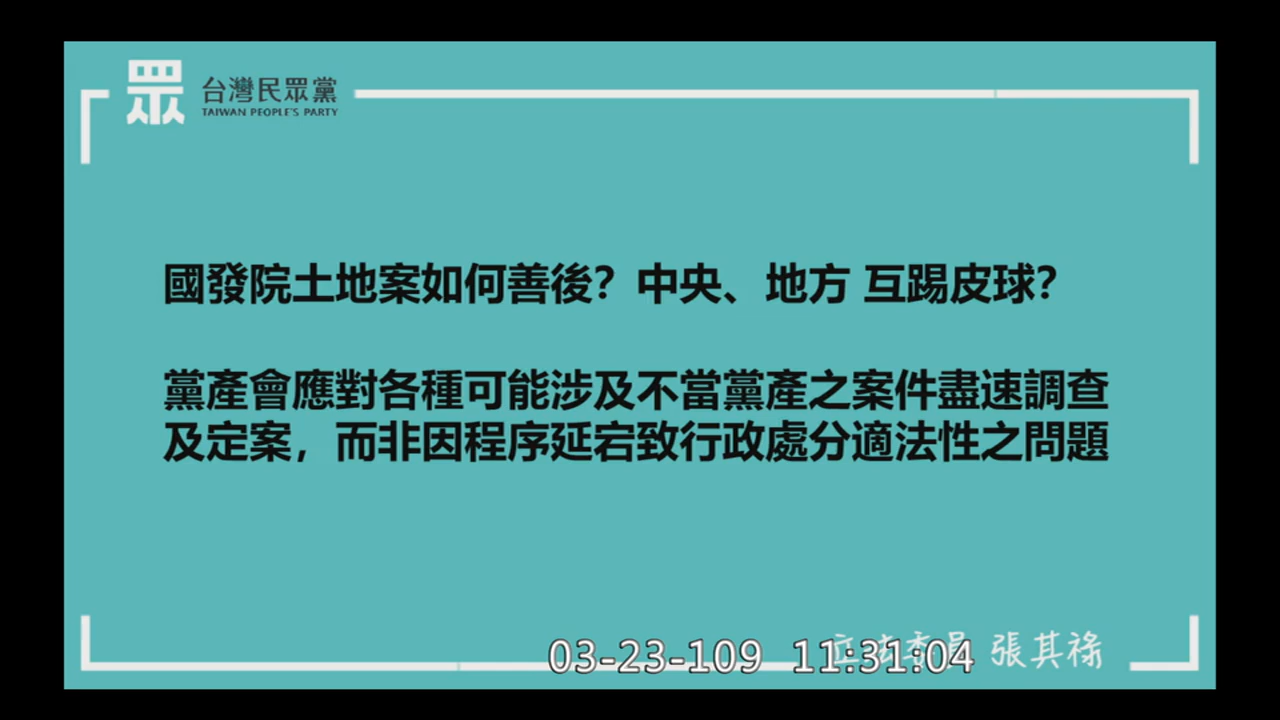 眾 台灣民眾黨
TAIWAN PEOPLE'S PARTY
國發院土地案如何善後？中央、地方 互踢皮球？
黨產會應對各種可能涉及不當黨產之案件盡速調查
及定案，而非因程序延宕致行政處分適法性之問題
立法委員 張其祿
03-23-109 11:31:04